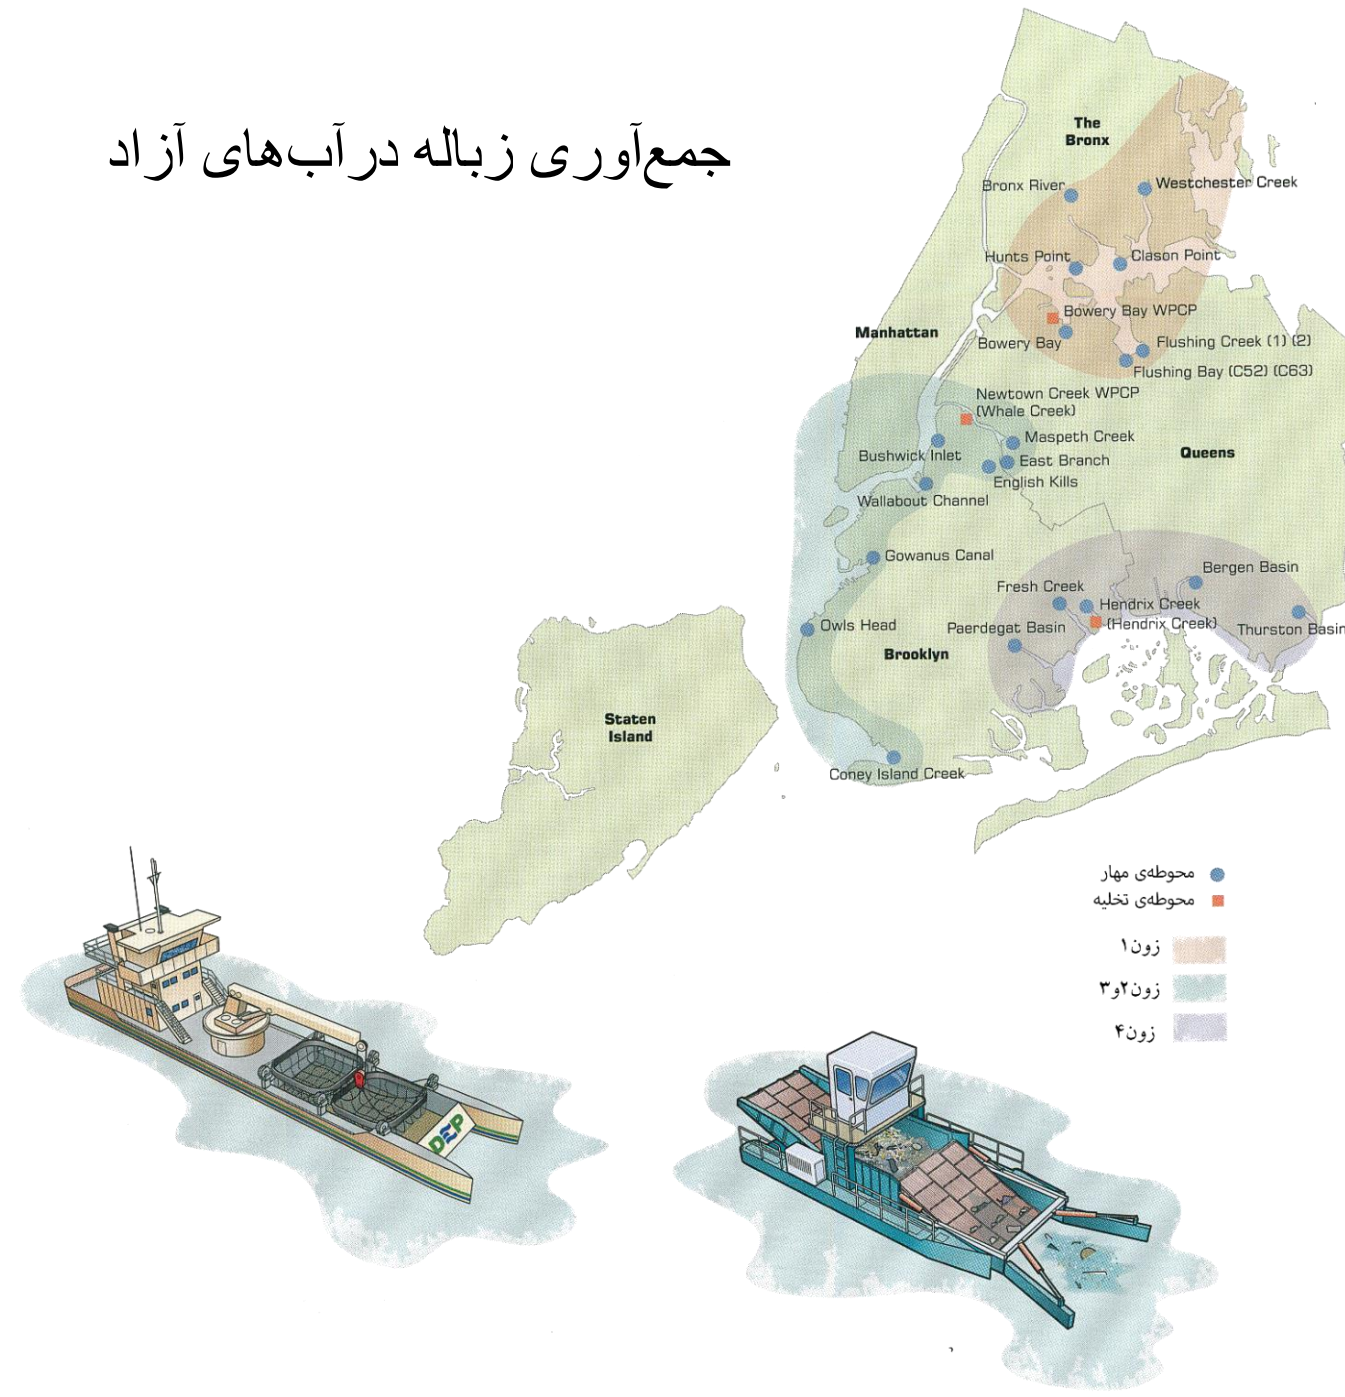 جمع‌آوری زباله در آب‌های آزاد
The
Bronx
Bronx River
Westchester Creek
Hunts Point
Clason Point
Bowery Bay WPCP
Manhattan
Bowery Bay
Flushing Creek (1) (2)
Flushing Bay (C52) (C63)
Newtown Creek WPCP
(Whale Creek)
Maspeth Creek
Bushwick Inlet
East Branch
Queens
English Kills
Wallabout Channel
Gowanus Canal
Bergen Basin
Fresh Creek
Hendrix Creek
(Hendrix Creek)
Owls Head
Paerdegat Basin
Thurston Basin
Brooklyn
Staten
Island
Coney Island Creek
محوطه‌ی مهار
محوطه‌ی تخلیه
زون۱
زون۲و۳
زون۴
DEP